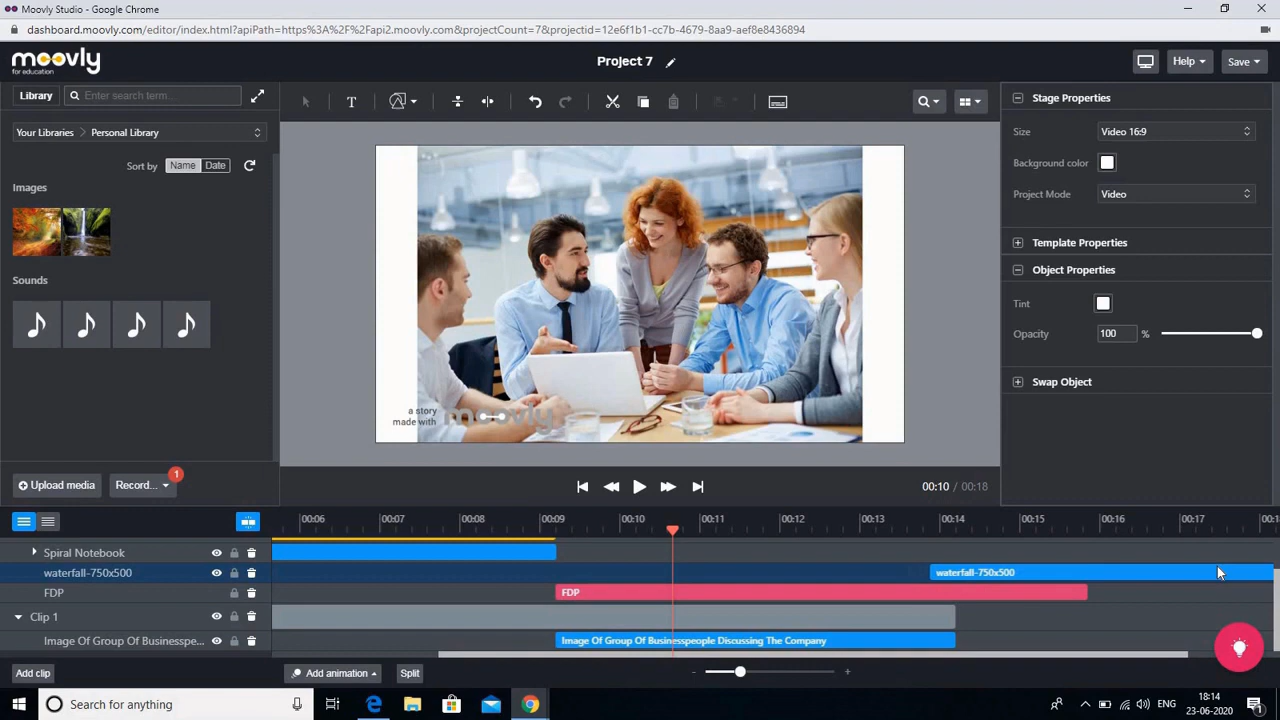 Moovly Studio - Google Chrome
dashboard.moovly.com/editor/index.html?apiPath=https%3A%2F%2Fapi2.moovly.com&projectCount=7&projectid=12e6f1b1-cc7b-4679-8aa9-aef8e8436894
moovly
for education
Project 7
Help
Save
Library
Enter search term...
T
Your Libraries
Personal Library
Sort by
Name
Date
Images
Sounds
Upload media
Record...
1
a story
made with
moovly
00:10 / 00:18
Stage Properties
Size
Video 16:9
Background color
Project Mode
Video
Template Properties
Object Properties
Tint
Opacity
100
%
Swap Object
00:06
00:07
00:08
00:09
00:10
00:11
00:12
00:13
00:14
00:15
00:16
00:17
00:18
Spiral Notebook
waterfall-750x500
waterfall-750x500
FDP
FDP
Clip 1
Image Of Group Of Businesspe...
Image Of Group Of Businesspeople Discussing The Company
Add clip
Add animation
Split
- +
Search for anything
ENG
18:14
23-06-2020
1